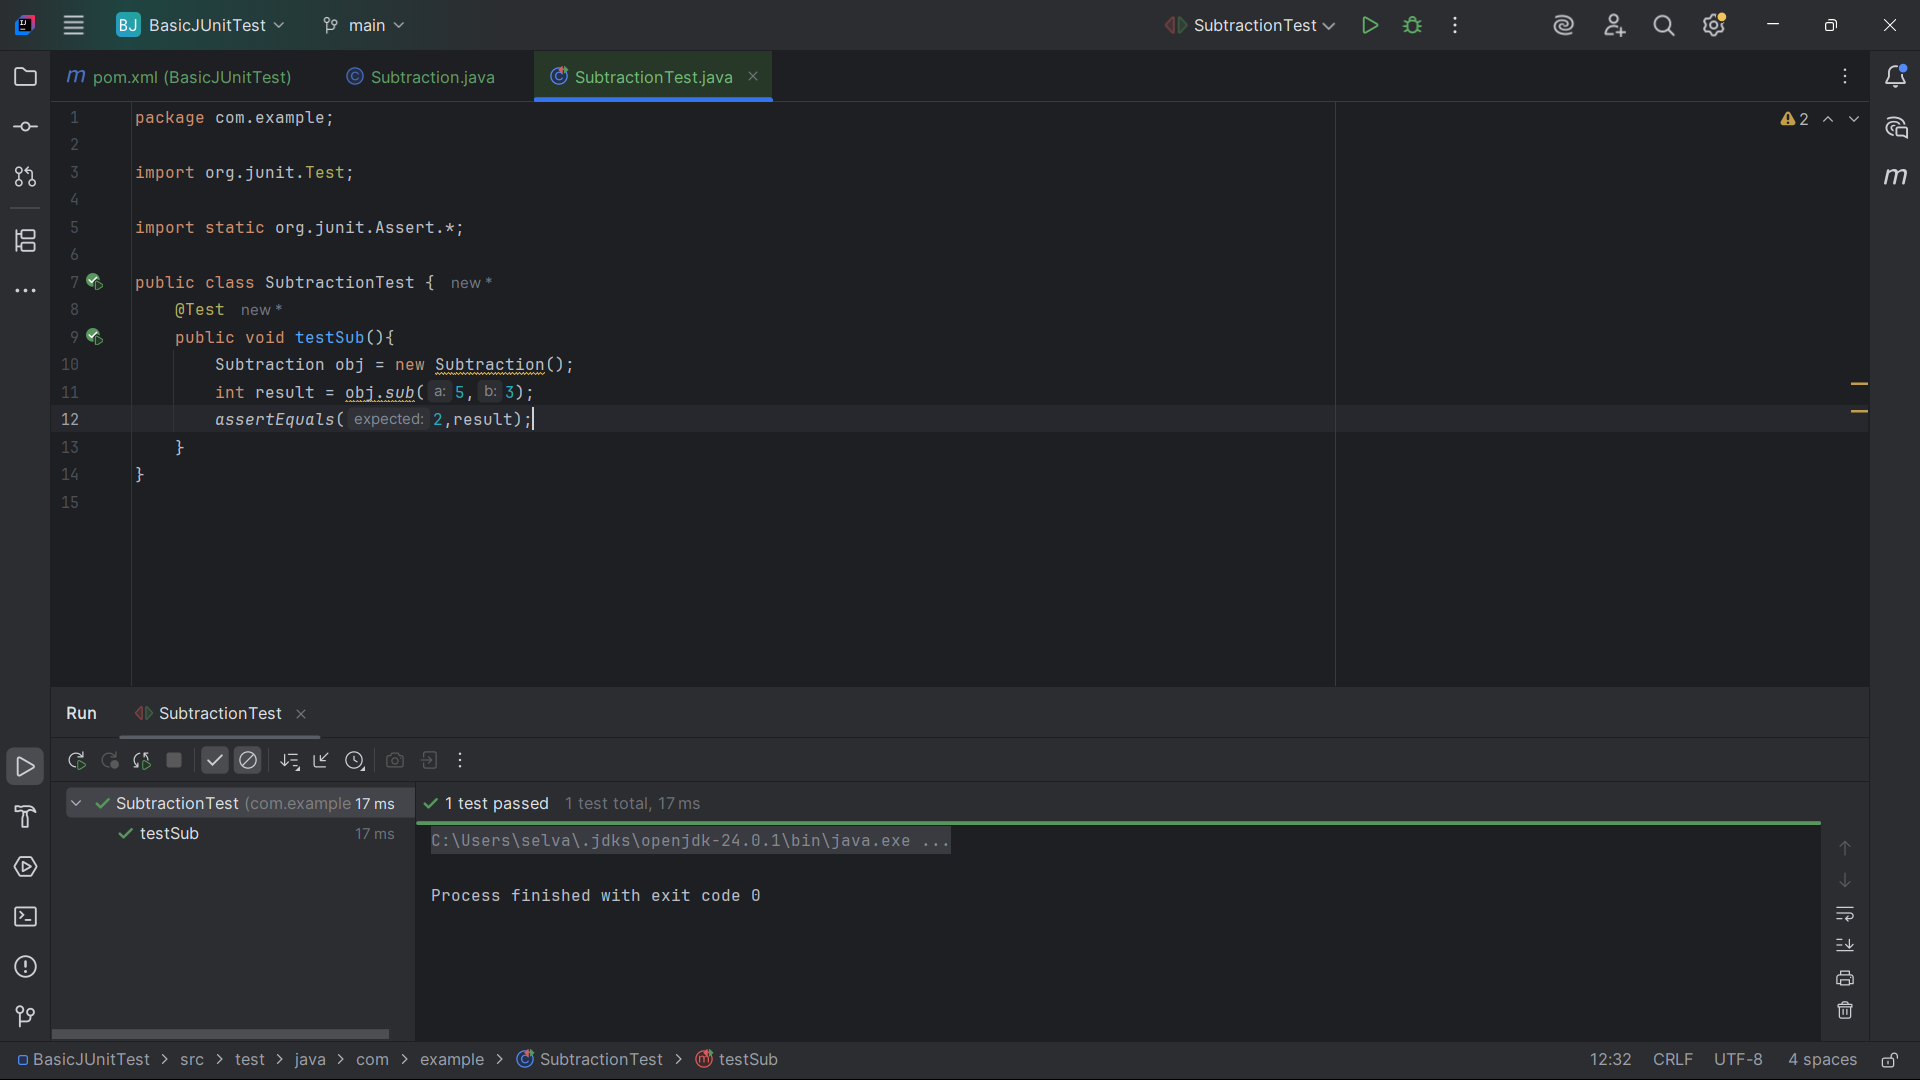 BJ BasicJUnitTest main SubtractionTest
m pom.xml (BasicJUnitTest) Subtraction.java SubtractionTest.java
1 package com.example; 2
2
3 import org.junit.Test;
4
5 import static org.junit.Assert.*;
6
7 public class SubtractionTest { new *
8 @Test new *
9 public void testSub(){
10 Subtraction obj = new Subtraction();
11 int result = obj.sub( a: 5, b: 3);
12 assertEquals( expected: 2,result);
13 }
14 }
15
Run SubtractionTest
SubtractionTest (com.example 17 ms
testSub 17 ms
1 test passed 1 test total, 17 ms
C:\Users\selva\.jdks\openjdk-24.0.1\bin\java.exe ...
Process finished with exit code 0
BasicJUnitTest > src > test > java > com > example > SubtractionTest > testSub 12:32 CRLF UTF-8 4 spaces